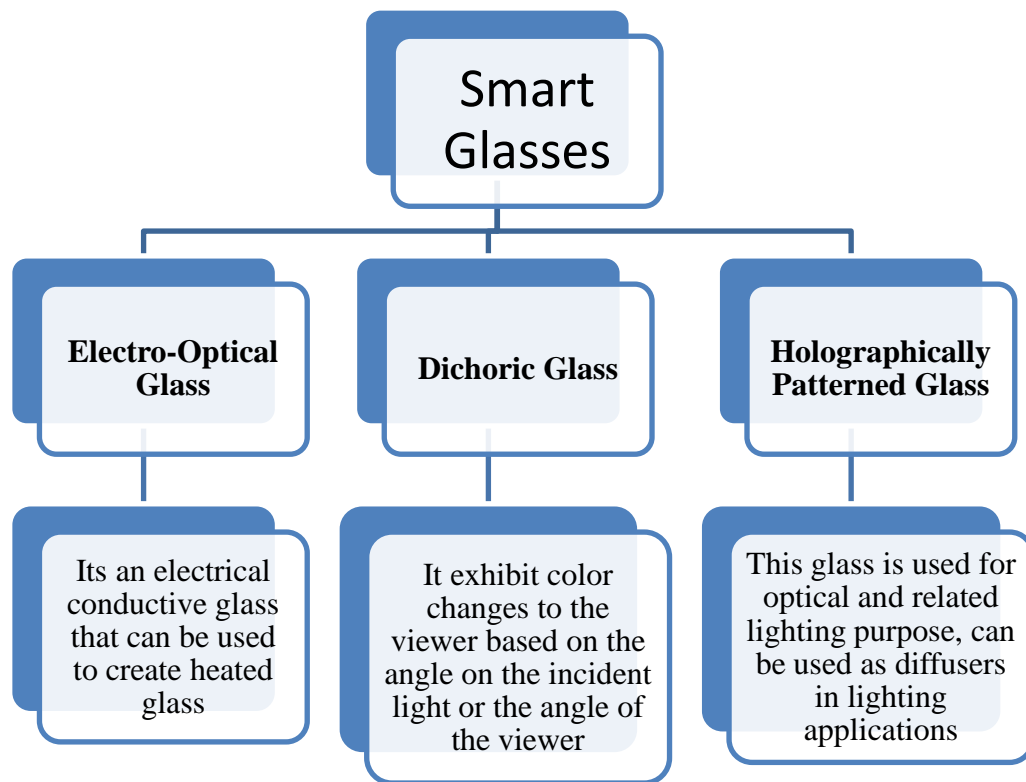 Smart
Glasses
Electro-Optical
Glass
Dichoric Glass
Holographically
Patterned Glass
Its an electrical
conductive glass
that can be used
to create heated
glass
It exhibit color
changes to the
viewer based on the
angle on the incident
light or the angle of
the viewer
This glass is used for
optical and related
lighting purpose, can
be used as diffusers
in lighting
applications